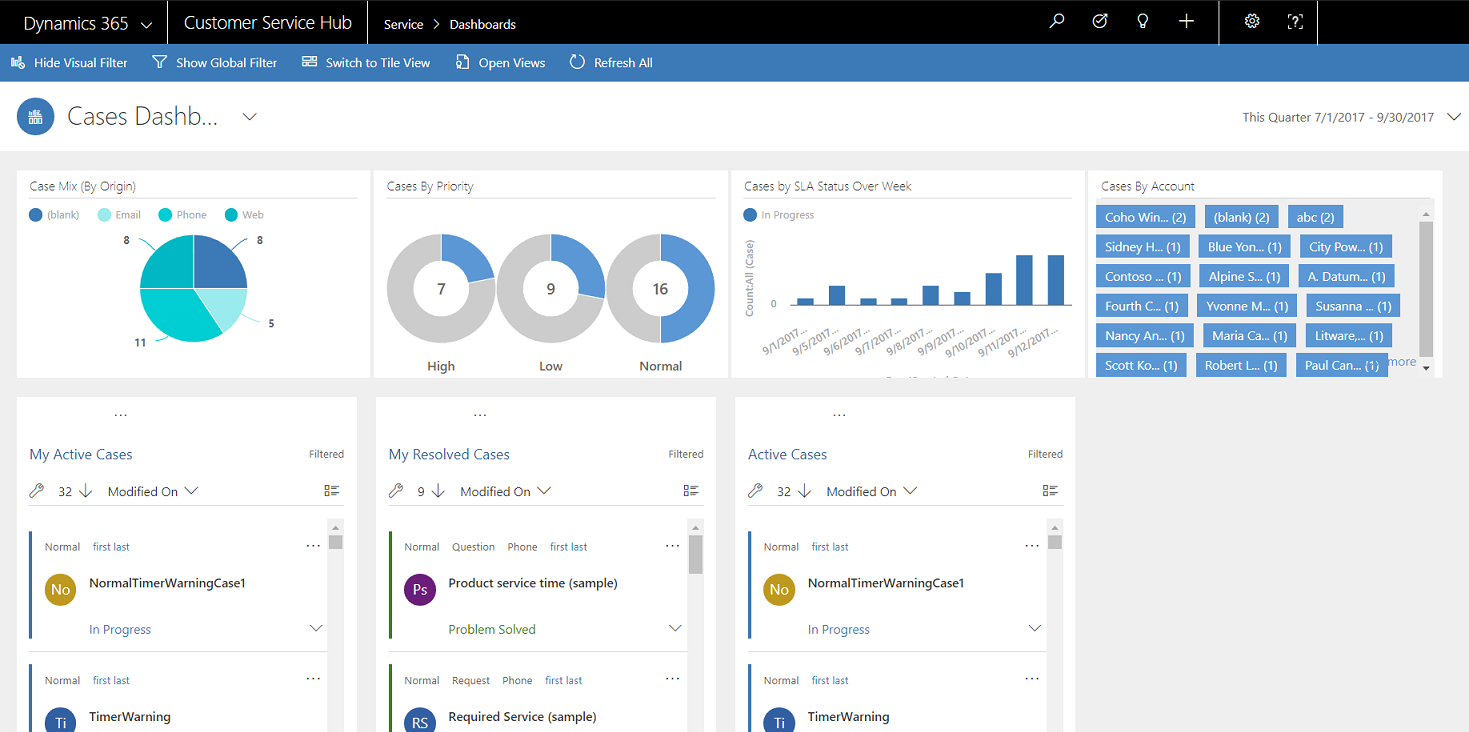 Dynamics 365 Customer Service Hub Service > Dashboards
Hide Visual Filter Show Global Filter Switch to Tile View Open Views Refresh All
Cases Dashb...
This Quarter 7/1/2017 - 9/30/2017
Case Mix (By Origin)
(blank) Email Phone Web
8 8
5
11
Cases By Priority
7 9 16
High Low Normal
Cases by SLA Status Over Week
In Progress
Count:All (Case)
0
9/1/2017... 9/5/2017... 9/6/2017... 9/7/2017... 9/8/2017... 9/9/2017... 9/10/2017... 9/11/2017... 9/12/2017...
Cases By Account
Coho Win... (2) (blank) (2) abc (2)
Sidney H... (1) Blue Yon... (1) City Pow... (1)
Contoso ... (1) Alpine S... (1) A. Datum... (1)
Fourth C... (1) Yvonne M... (1) Susanna ... (1)
Nancy An... (1) Maria Ca... (1) Litware,... (1)
Scott Ko... (1) Robert L... (1) Paul Can... (1) more
...
My Active Cases Filtered
32 Modified On
Normal first last ...
No NormalTimerWarningCase1
In Progress
Normal first last ...
Ti TimerWarning
...
My Resolved Cases Filtered
9 Modified On
Normal Question Phone first last ...
Ps Product service time (sample)
Problem Solved
Normal Request Phone first last ...
RS Required Service (sample)
...
Active Cases Filtered
32 Modified On
Normal first last ...
No NormalTimerWarningCase1
In Progress
Normal first last ...
Ti TimerWarning